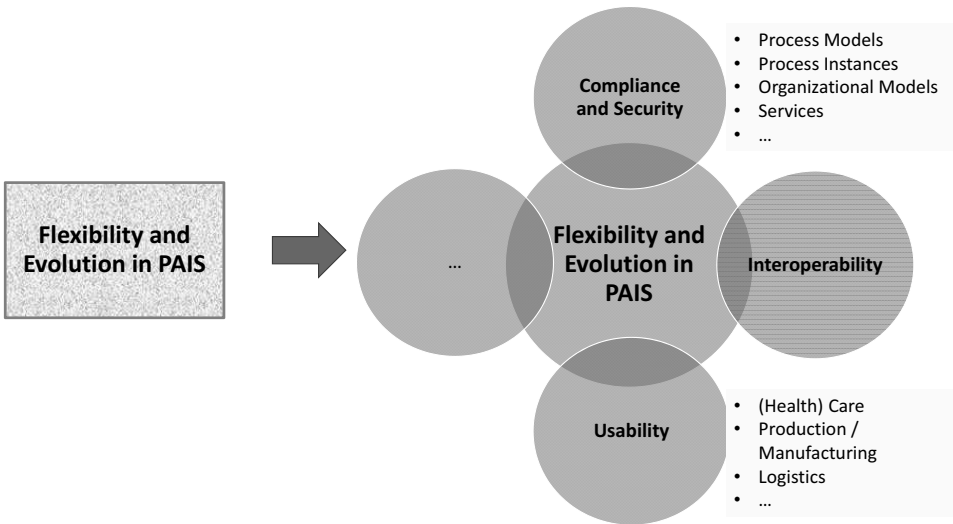 Flexibility and
Evolution in PAIS
Compliance
and Security
• Process Models
• Process Instances
• Organizational Models
• Services
• ...
...
Flexibility and
Evolution in
PAIS
Interoperability
Usability
• (Health) Care
• Production /
Manufacturing
• Logistics
• ...